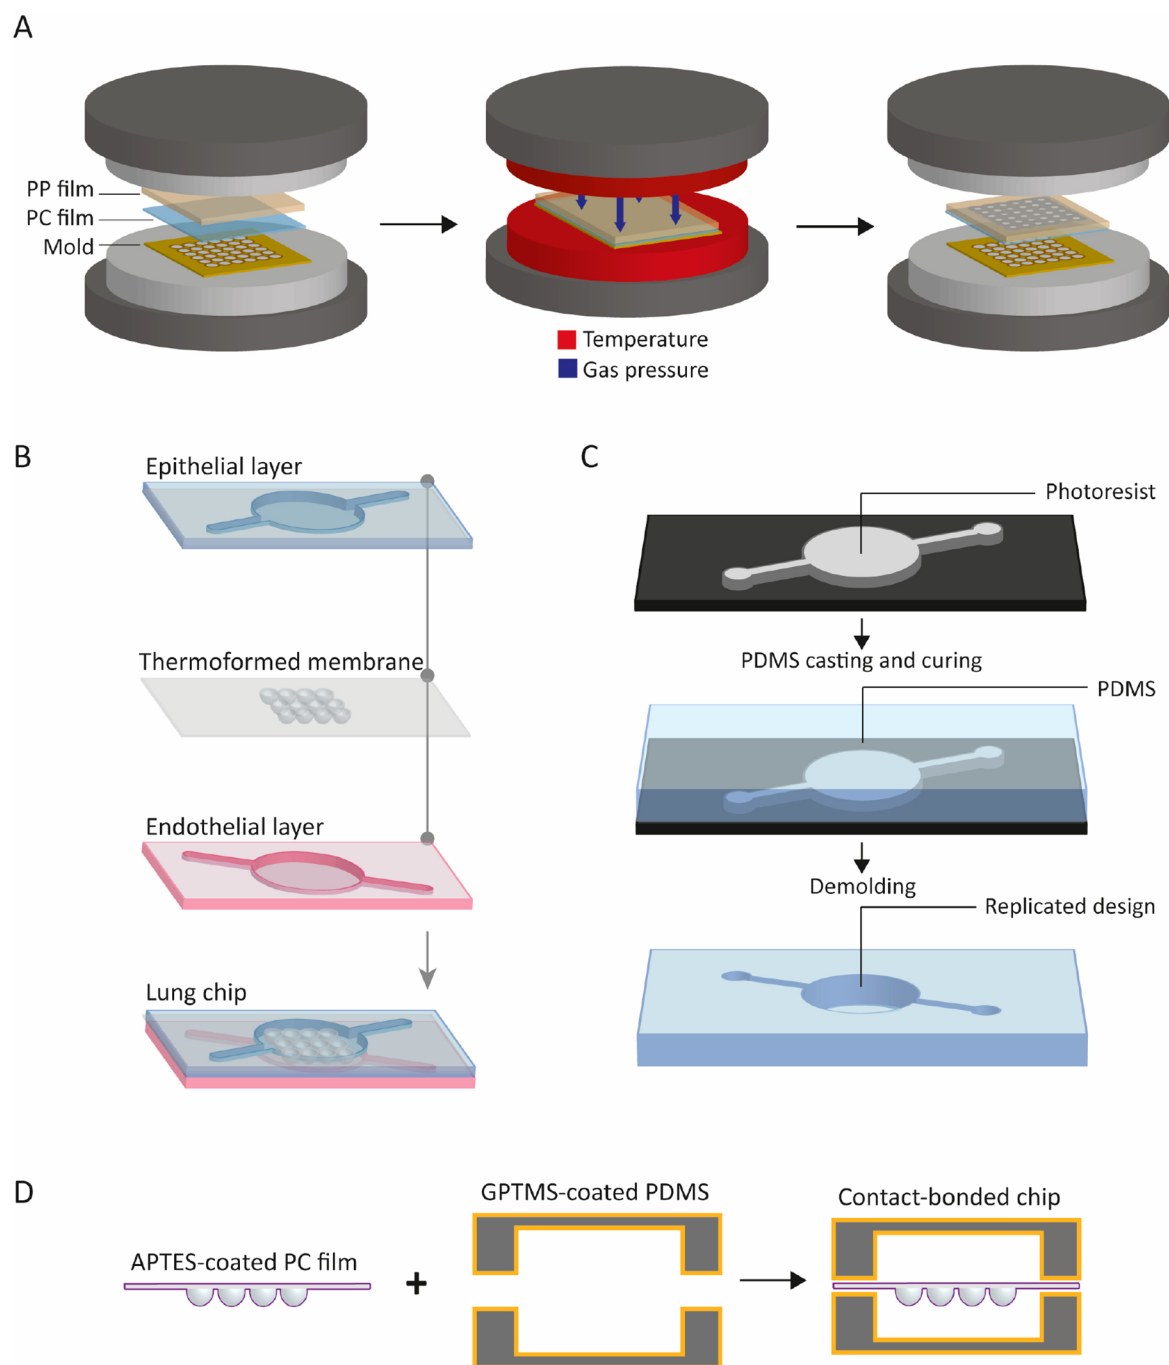 A
PP film
PC film
Mold
Temperature
Gas pressure
B
Epithelial layer
Thermoformed membrane
Endothelial layer
Lung chip
C
Photoresist
PDMS casting and curing
PDMS
Demolding
Replicated design
D
APTES-coated PC film
+
GPTMS-coated PDMS
Contact-bonded chip